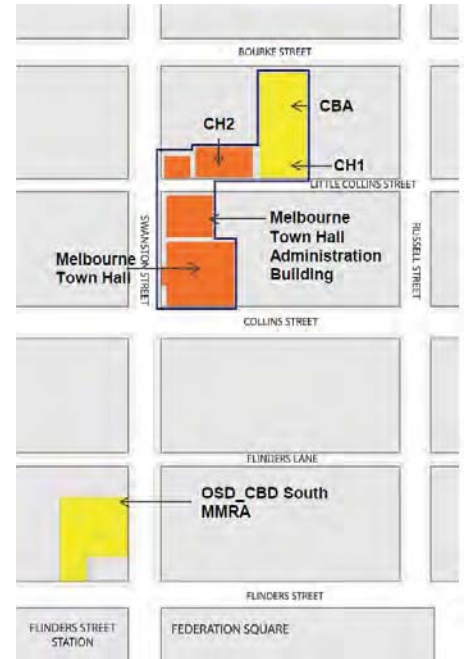 BOURKE STREET
CBA
CH2
CH1
LITTLE COLLINS STREET
SWANSTON STREET
RUSSELL STREET
Melbourne
Town Hall
Administration
Building
Melbourne
Town Hall
COLLINS STREET
FLINDERS LANE
OSD_CBD South
MMRA
FLINDERS STREET
FLINDERS STREET
STATION
FEDERATION SQUARE